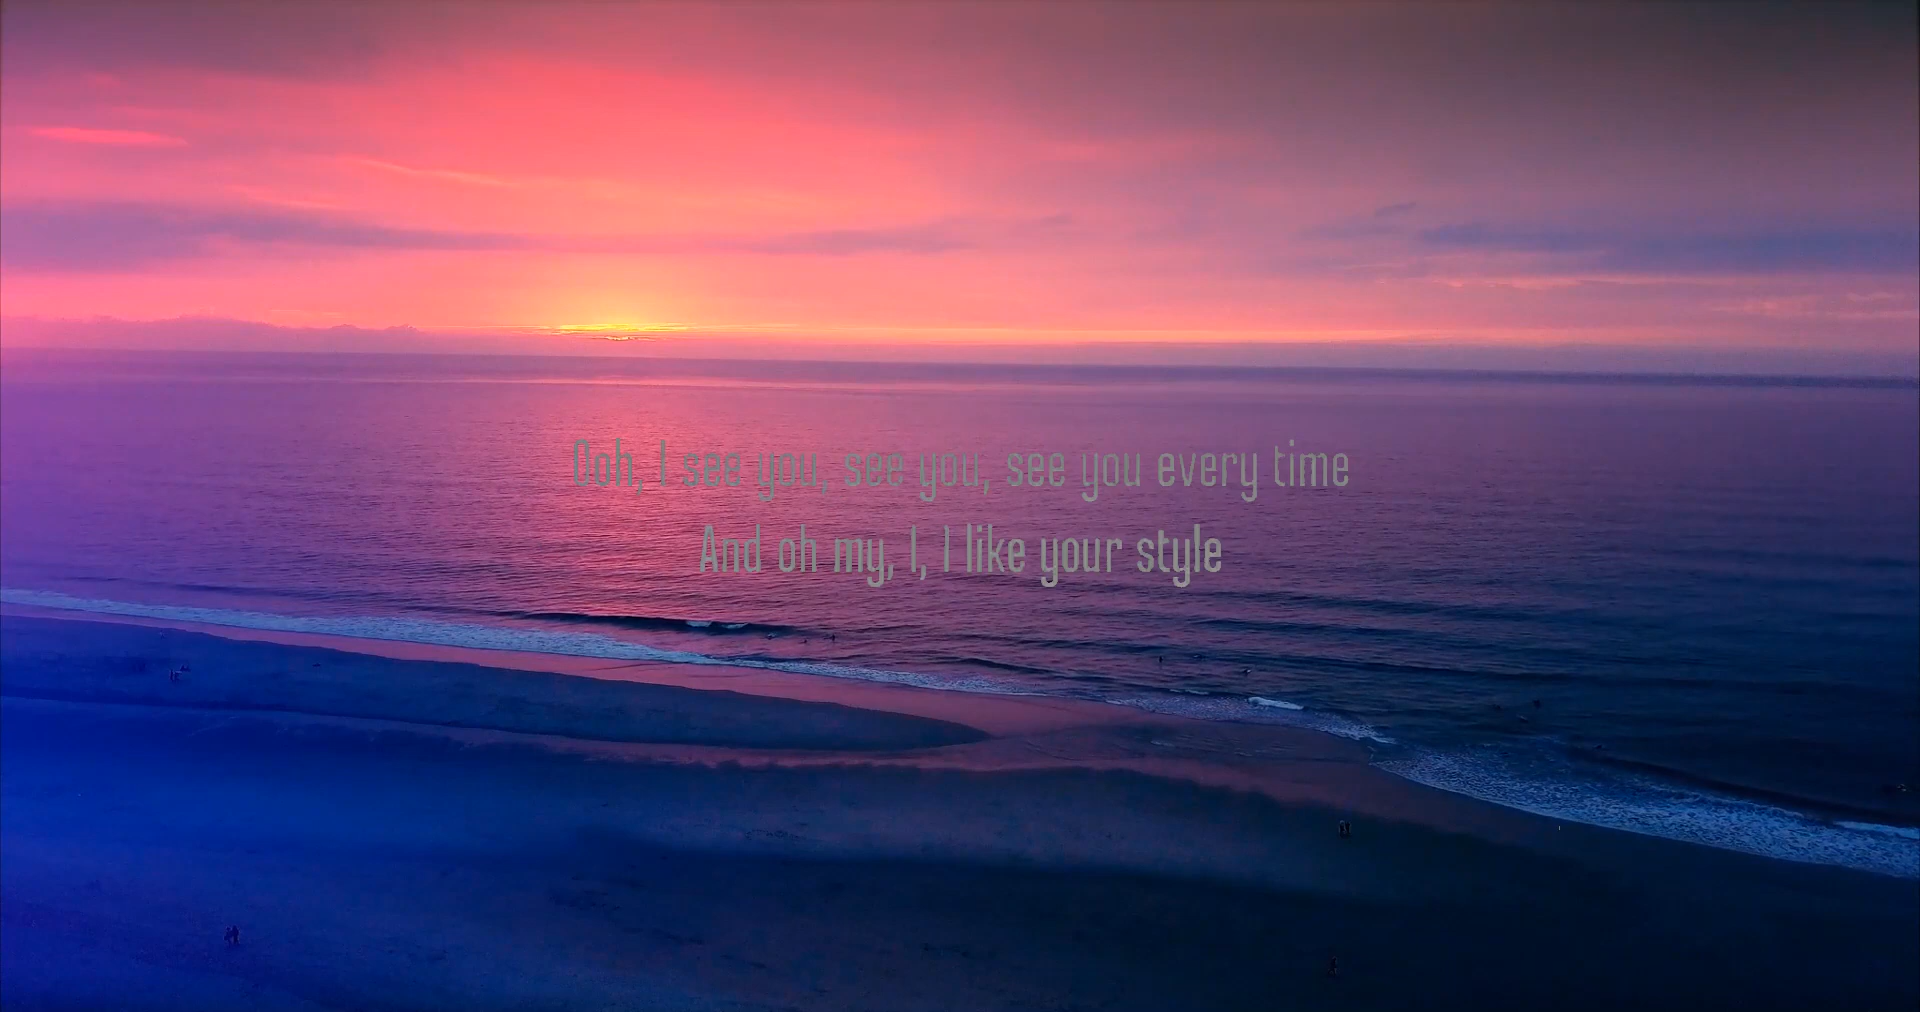 Ooh, I see you, see you, see you every time
And oh my, I, I like your style